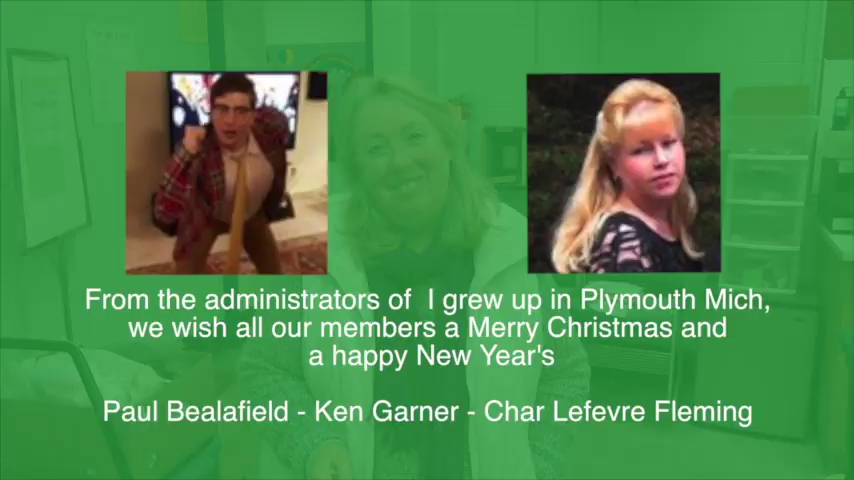 From the administrators of  I grew up in Plymouth Mich,
we wish all our members a Merry Christmas and
a happy New Year's
Paul Bealafield - Ken Garner - Char Lefevre Fleming